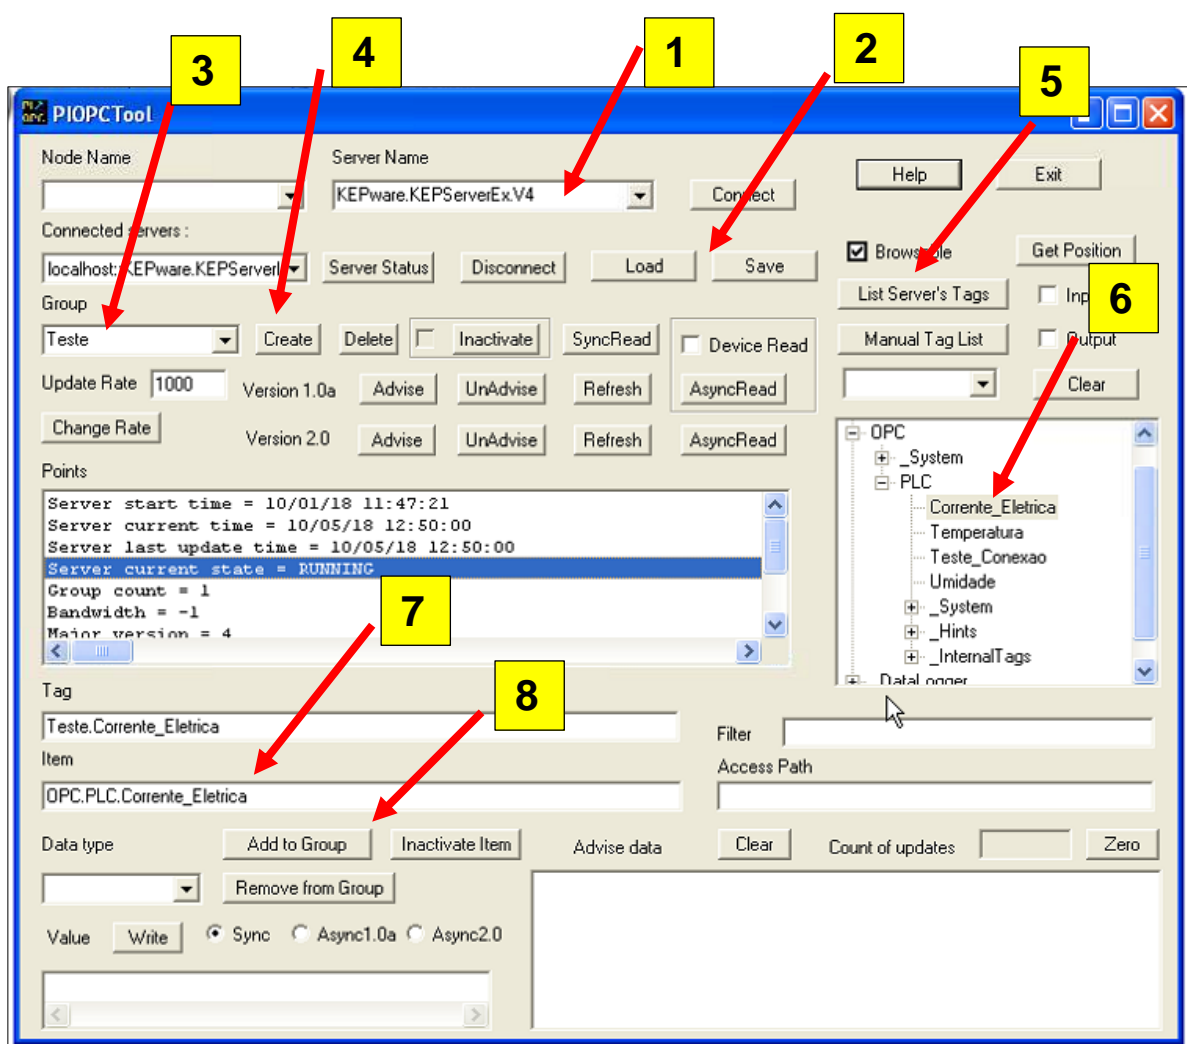 3
4
1
2
5
PIOPCTool
Node Name
Server Name
Help
Exit
KEPware.KEPServerEx.V4
Connect
Connected servers :
Browsable
Get Position
localhost::KEPware.KEPServerE
Server Status
Disconnect
Load
Save
List Server's Tags
Inp
6
Group
Teste
Create
Delete
Inactivate
SyncRead
Device Read
Manual Tag List
Output
Update Rate
1000
Version 1.0a
Advise
UnAdvise
Refresh
AsyncRead
Clear
Change Rate
Version 2.0
Advise
UnAdvise
Refresh
AsyncRead
OPC
_System
PLC
Corrente_Eletrica
Temperatura
Teste_Conexao
Umidade
_System
_Hints
_InternalTags
_DataLogger
Points
Server start time = 10/01/18 11:47:21
Server current time = 10/05/18 12:50:00
Server last update time = 10/05/18 12:50:00
Server current state = RUNNING
Group count = 1
Bandwidth = -1
Major version = 4
7
8
Tag
Teste.Corrente_Eletrica
Filter
Item
Access Path
OPC.PLC.Corrente_Eletrica
Data type
Add to Group
Inactivate Item
Advise data
Clear
Count of updates
Zero
Remove from Group
Value
Write
Sync
Async1.0a
Async2.0